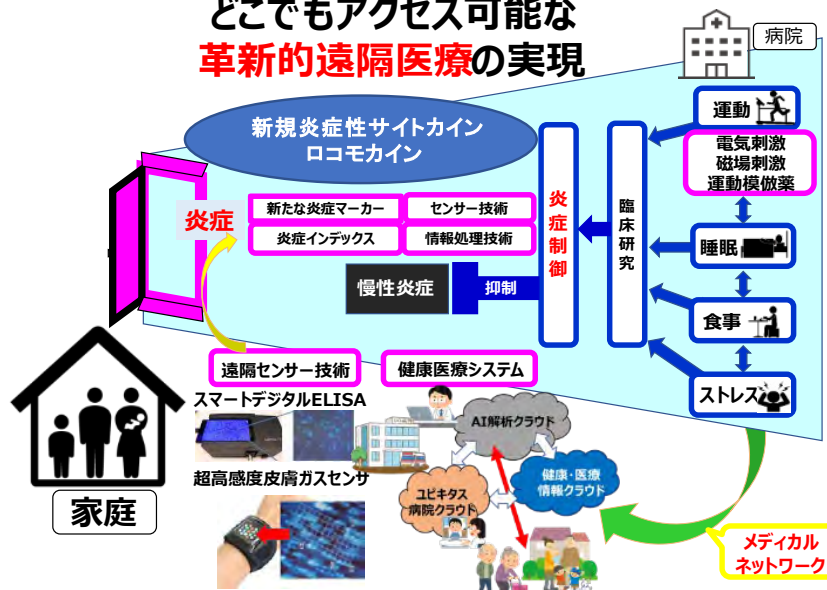 どこでもアクセス可能な
革新的遠隔医療の実現
病院
新規炎症性サイトカイン
ロコモカイン
運動
電気刺激
磁場刺激
運動模倣薬
炎症
新たな炎症マーカー
センサー技術
炎症インデックス
情報処理技術
炎症制御
臨床研究
睡眠
慢性炎症
抑制
食事
ストレス
遠隔センサー技術
健康医療システム
スマートデジタルELISA
AI解析クラウド
超高感度皮膚ガスセンサ
健康・医療
情報クラウド
ユビキタス
病院クラウド
家庭
メディカル
ネットワーク